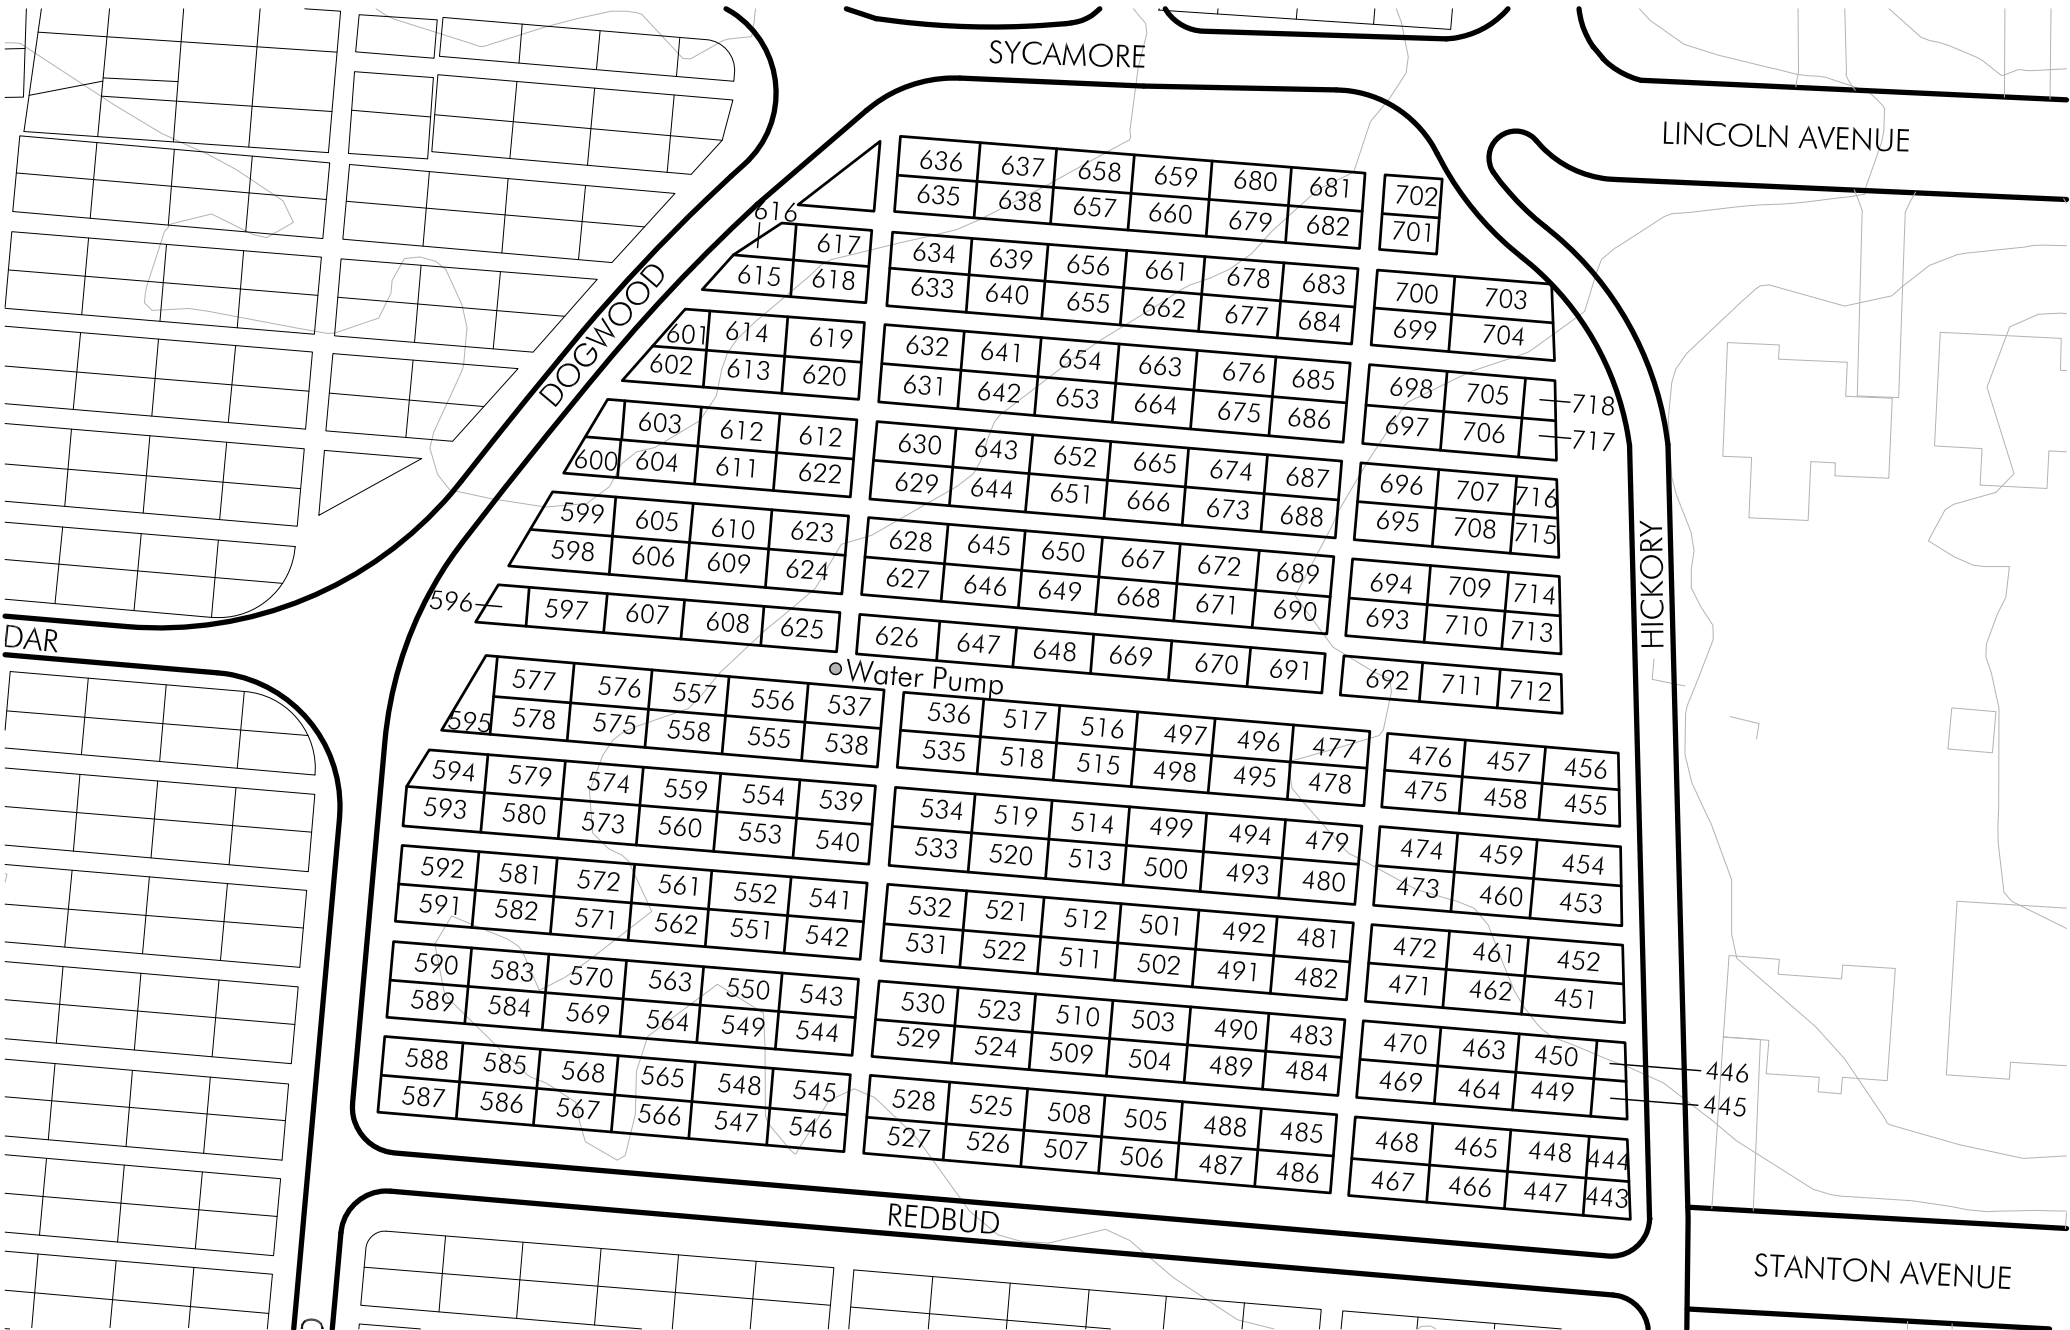 SYCAMORE
LINCOLN AVENUE
636 637 658 659 680 681 702
635 638 657 660 679 682 701
616
617 634 639 656 661 678 683 700 703
615 618 633 640 655 662 677 684 699 704
DOGWOOD
601 614 619 632 641 654 663 676 685 698 705 718
602 613 620 631 642 653 664 675 686 697 706 717
603 612 612 630 643 652 665 674 687 696 707 716
600 604 611 622 629 644 651 666 673 688 695 708 715
599 605 610 623 628 645 650 667 672 689 694 709 714
598 606 609 624 627 646 649 668 671 690 693 710 713
HICKORY
596 597 607 608 625 626 647 648 669 670 691 692 711 712
DAR
Water Pump
577 576 557 556 537 536 517 516 497 496 477 476 457 456
595 578 575 558 555 538 535 518 515 498 495 478 475 458 455
594 579 574 559 554 539 534 519 514 499 494 479 474 459 454
593 580 573 560 553 540 533 520 513 500 493 480 473 460 453
592 581 572 561 552 541 532 521 512 501 492 481 472 461 452
591 582 571 562 551 542 531 522 511 502 491 482 471 462 451
590 583 570 563 550 543 530 523 510 503 490 483 470 463 450 446
589 584 569 564 549 544 529 524 509 504 489 484 469 464 449 445
588 585 568 565 548 545 528 525 508 505 488 485 468 465 448 444
587 586 567 566 547 546 527 526 507 506 487 486 467 466 447 443
REDBUD
STANTON AVENUE